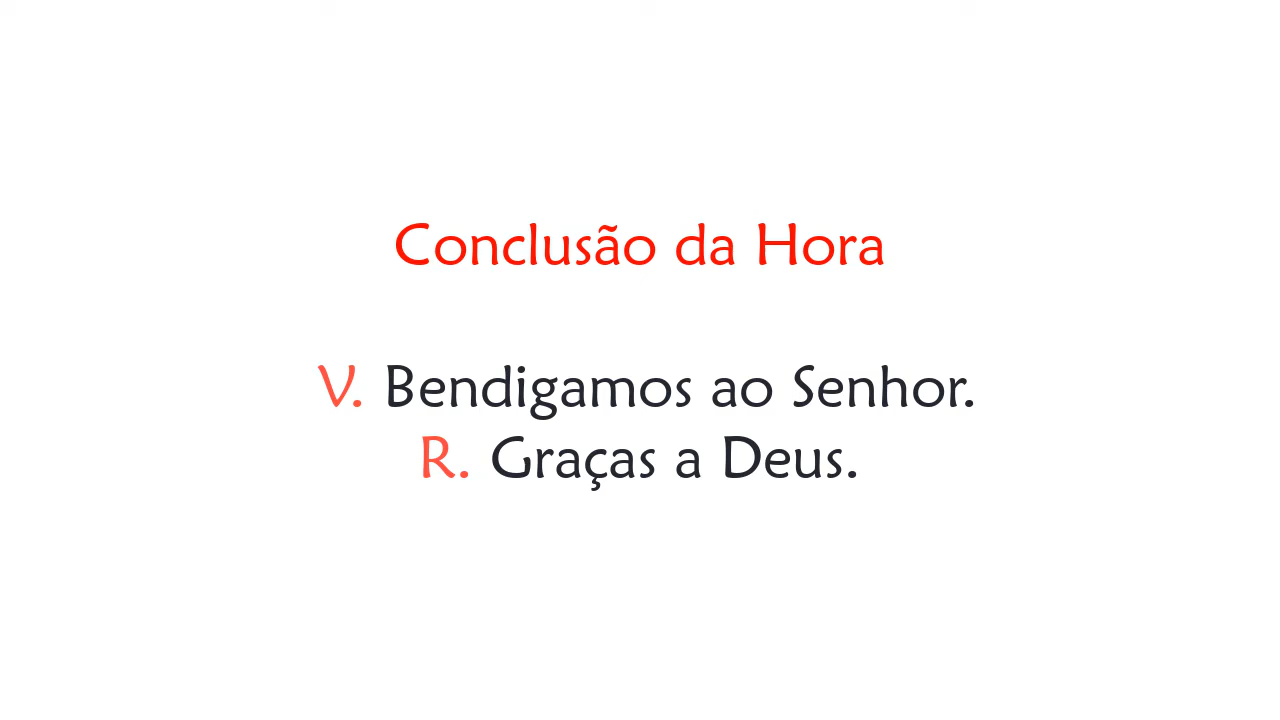 Conclusão da Hora
V. Bendigamos ao Senhor.
R. Graças a Deus.